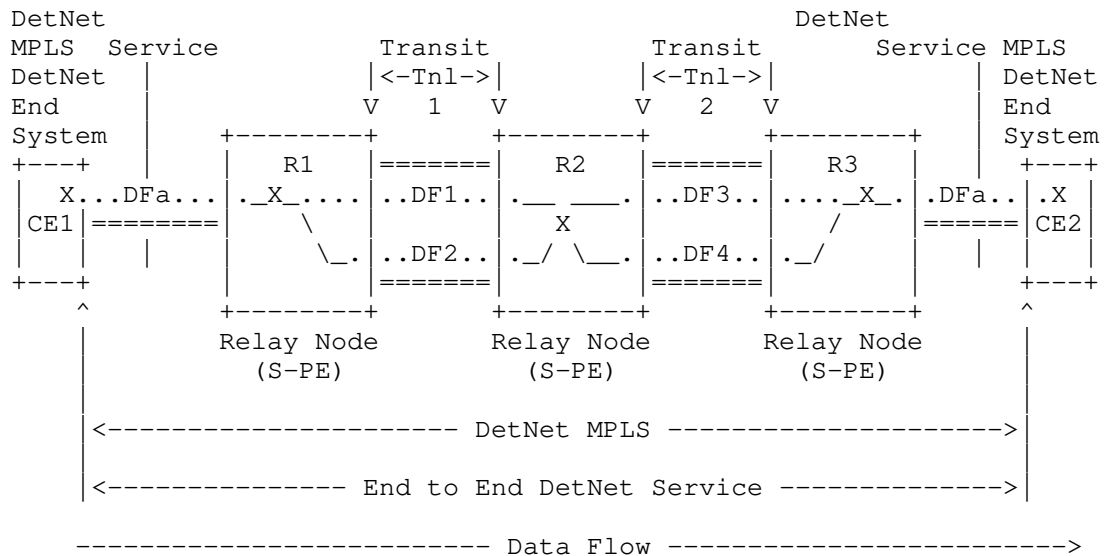 DetNet                                             DetNet
MPLS  Service          Transit          Transit       Service MPLS
DetNet  |             |<-Tnl->|        |<-Tnl->|            | DetNet
End     |             V   1   V        V   2   V            | End
System  |    +--------+       +--------+       +--------+   | System
+---+   |    |   R1   |=======|   R2   |=======|   R3   |   |  +---+
|  X...DFa...|._X_....|..DF1..|.__ ___.|..DF3..|...._X_.|.DFa..|.X |
|CE1|========|    \   |       |   X    |       |   /    |======|CE2|
|   |   |    |     \_.|..DF2..|._/ \__.|..DF4..|._/     |   |  |   |
+---+        |        |=======|        |=======|        |      +---+
    ^        +--------+       +--------+       +--------+      ^
    |        Relay Node       Relay Node       Relay Node      |
    |          (S-PE)           (S-PE)           (S-PE)        |
    |                                                          |
    |<---------------------- DetNet MPLS --------------------->|
    |                                                          |
    |<--------------- End to End DetNet Service -------------->|

    -------------------------- Data Flow ------------------------->